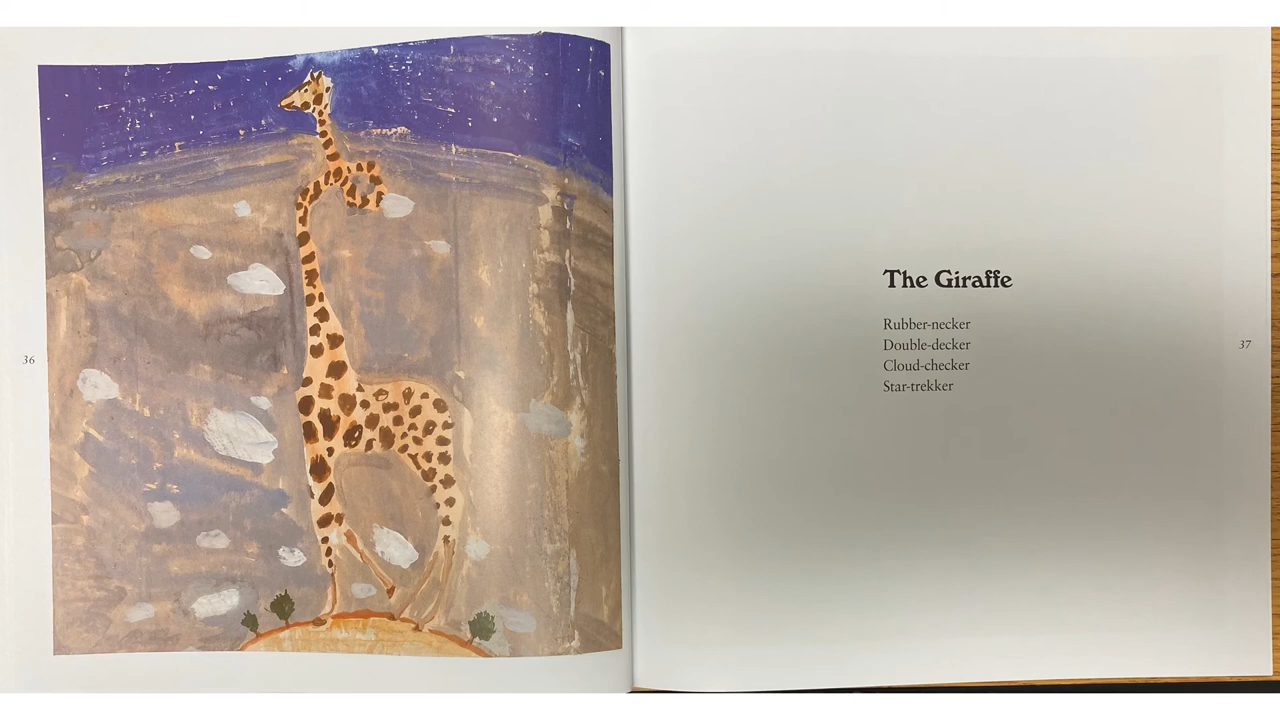 36
The Giraffe
Rubber-necker
Double-decker
Cloud-checker
Star-trekker
37